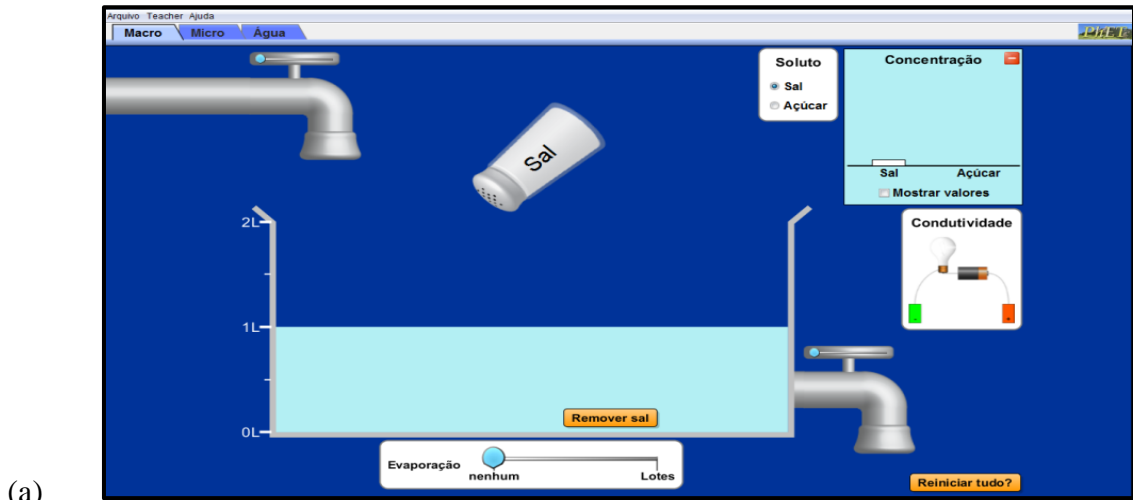 Arquivo Teacher Ajuda
Macro Micro Água
PhET
Soluto
Sal
Açúcar
Concentração
Sal Açúcar
Mostrar valores
Sal
Condutividade
2L
1L
0L
Remover sal
Evaporação
nenhum Lotes
Reiniciar tudo?
(a)